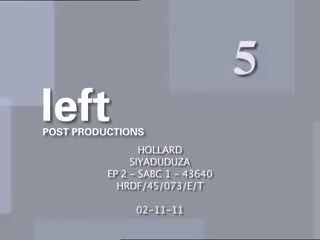 5
left
POST PRODUCTIONS
HOLLARD
SIYADUDUZA
EP 2 - SABC 1 - 43640
HRDF/45/073/E/T
02-11-11